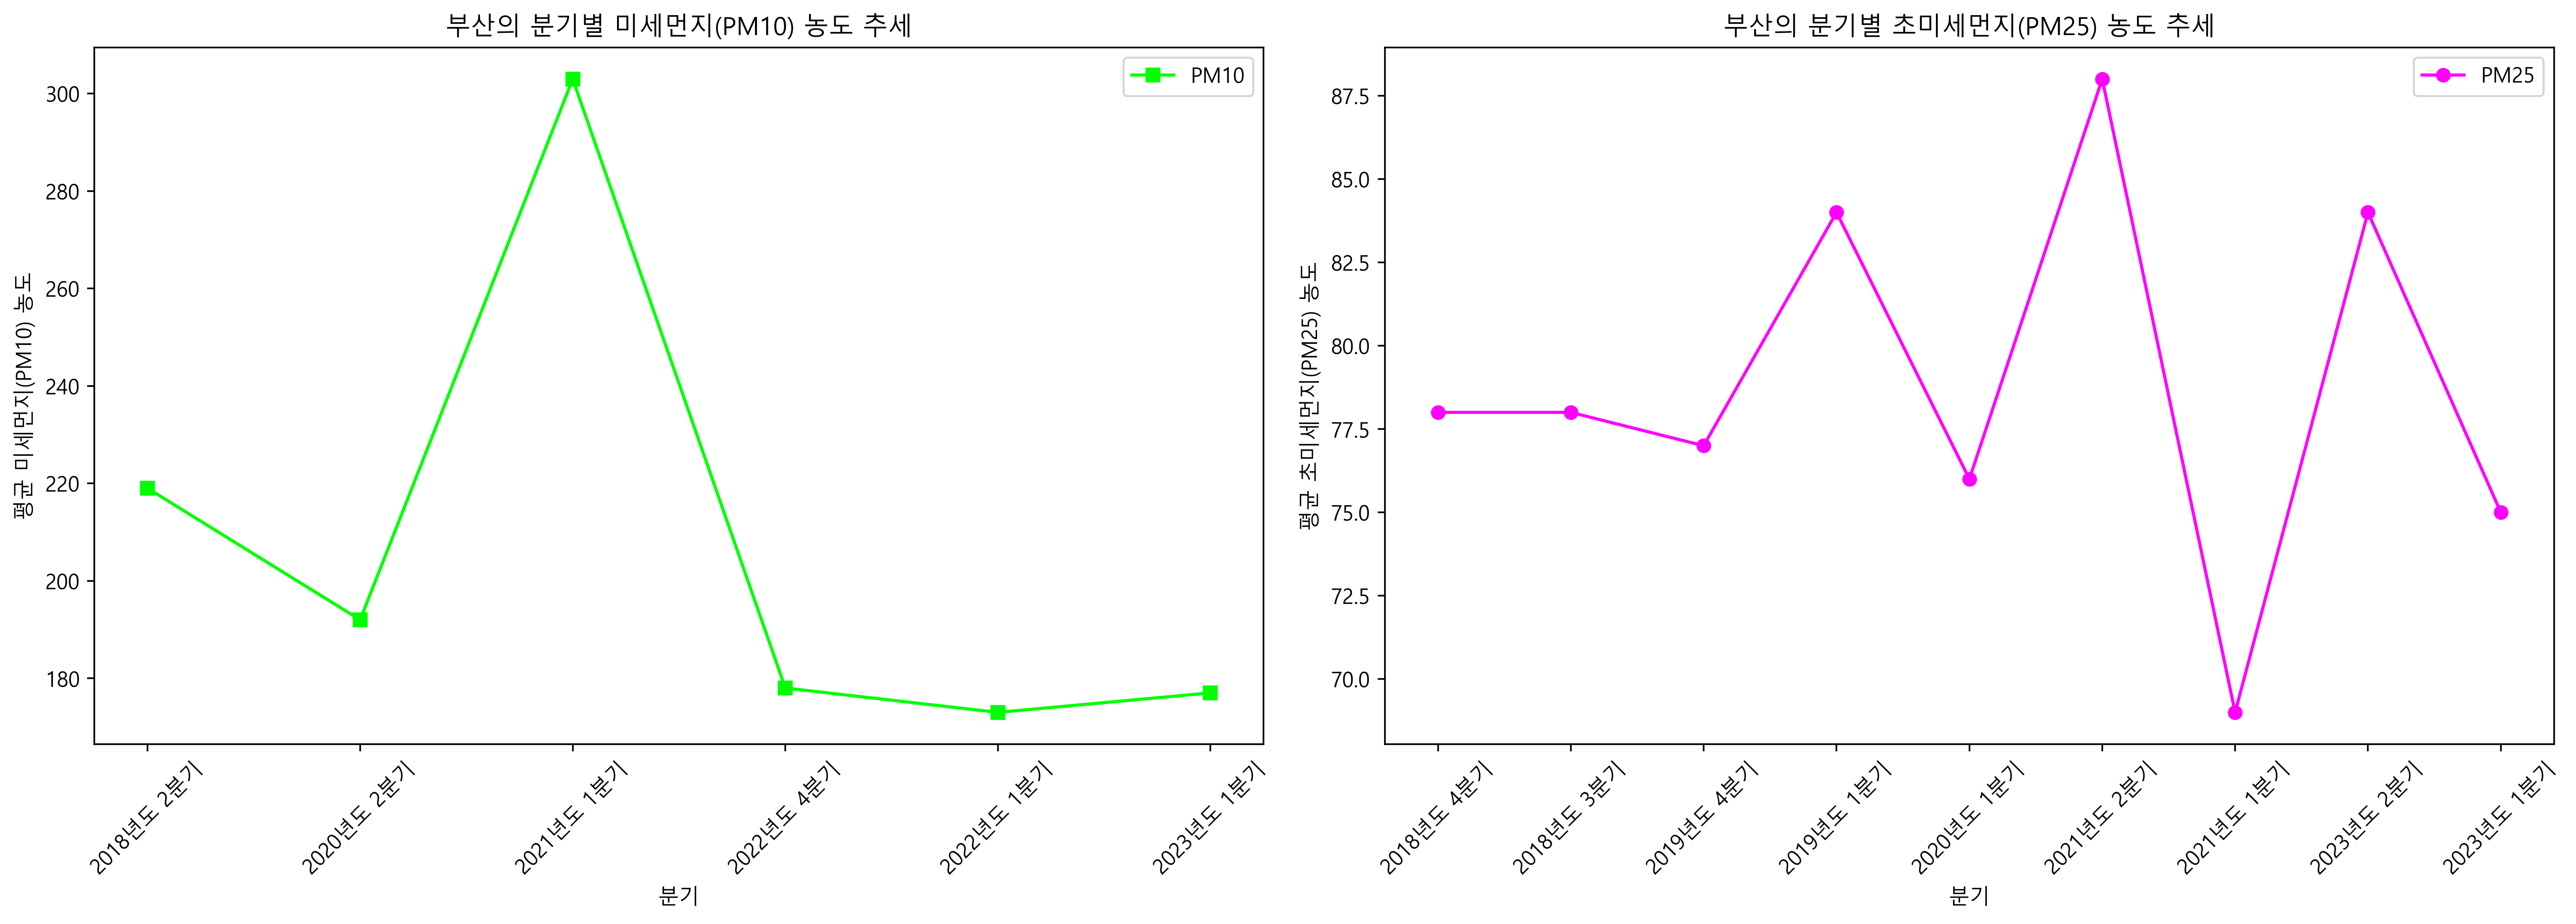 부산의 분기별 미세먼지(PM10) 농도 추세
PM10
평균 미세먼지(PM10) 농도
300
280
260
240
220
200
180
2018년도 2분기
2020년도 2분기
2021년도 1분기
2022년도 4분기
2022년도 1분기
2023년도 1분기
분기
부산의 분기별 초미세먼지(PM25) 농도 추세
PM25
평균 초미세먼지(PM25) 농도
87.5
85.0
82.5
80.0
77.5
75.0
72.5
70.0
2018년도 4분기
2018년도 3분기
2019년도 4분기
2019년도 1분기
2020년도 1분기
2021년도 2분기
2021년도 1분기
2023년도 2분기
2023년도 1분기
분기